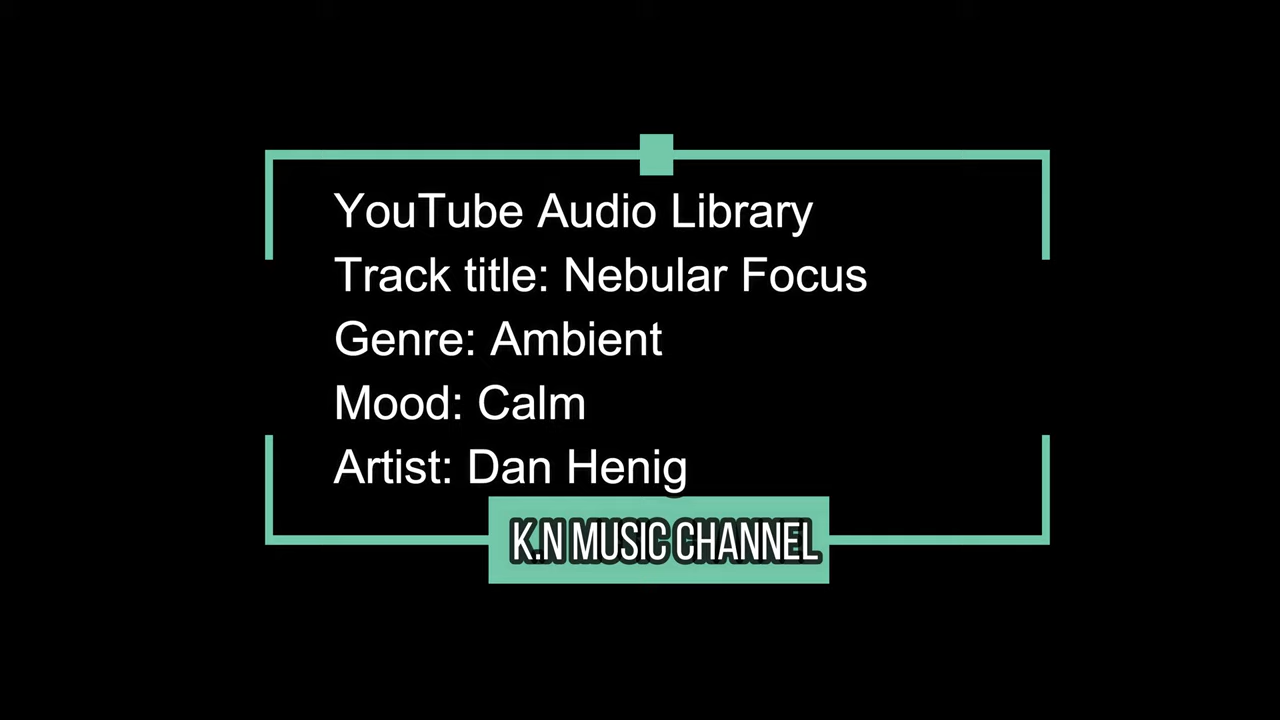 YouTube Audio Library
Track title: Nebular Focus
Genre: Ambient
Mood: Calm
Artist: Dan Henig
K.N MUSIC CHANNEL